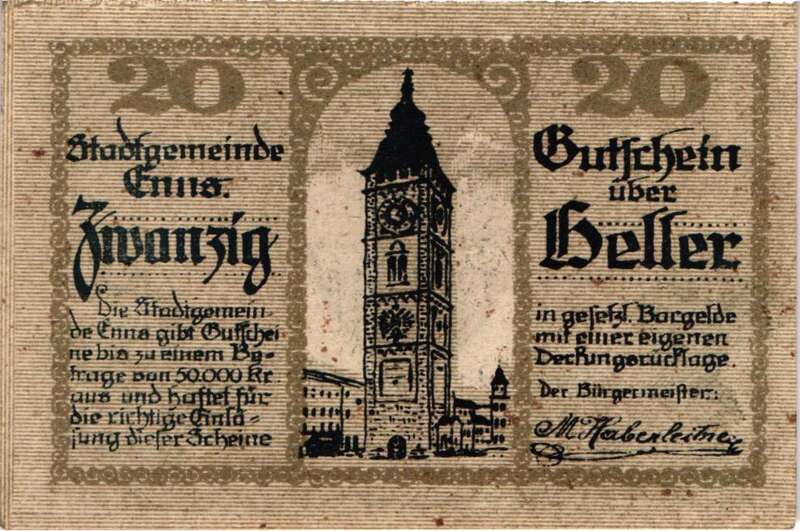 20
Stadtgemeinde
Enns.
Zwanzig
Die Stadtgemein-
de Enns gibt Gutschei
ne bis zu einem Be-
trage von 50.000 Kr
aus und haftet für
die richtige Einlö-
sung dieser Scheine
20
Gutschein
über
Heller
in gesetzl. Bargelde
mit einer eigenen
Deckungsrücklage.
Der Bürgermeister:
M Haberleitner